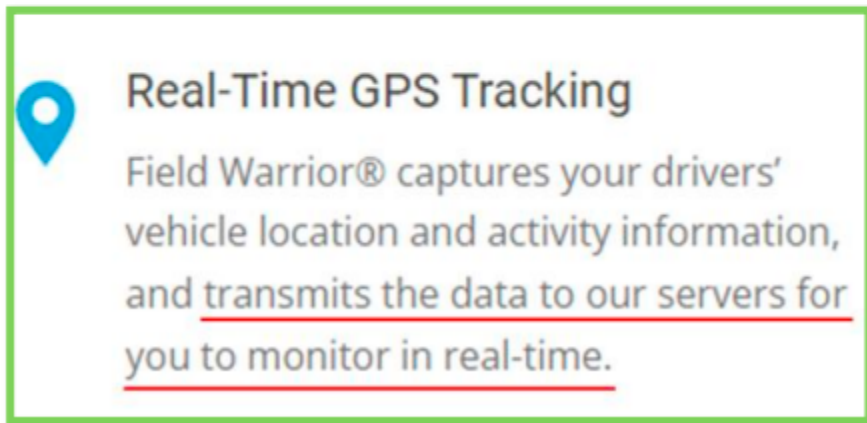 Real-Time GPS Tracking
Field Warrior® captures your drivers’
vehicle location and activity information,
and transmits the data to our servers for
you to monitor in real-time.